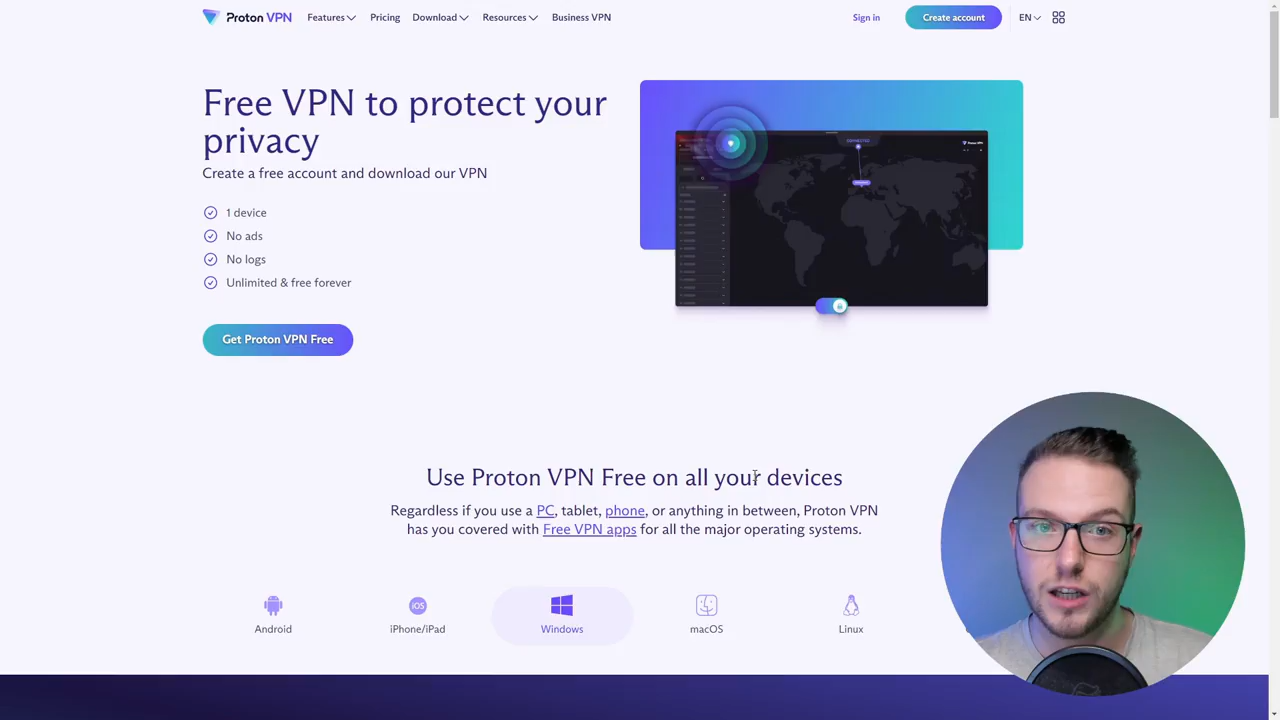 Proton VPN Features Pricing Download Resources Business VPN Sign in Create account EN
Free VPN to protect your
privacy
Create a free account and download our VPN
1 device
No ads
No logs
Unlimited & free forever
Get Proton VPN Free
Proton VPN
Use Proton VPN Free on all your devices
Regardless if you use a PC, tablet, phone, or anything in between, Proton VPN
has you covered with Free VPN apps for all the major operating systems.
iOS
Android iPhone/iPad Windows macOS Linux